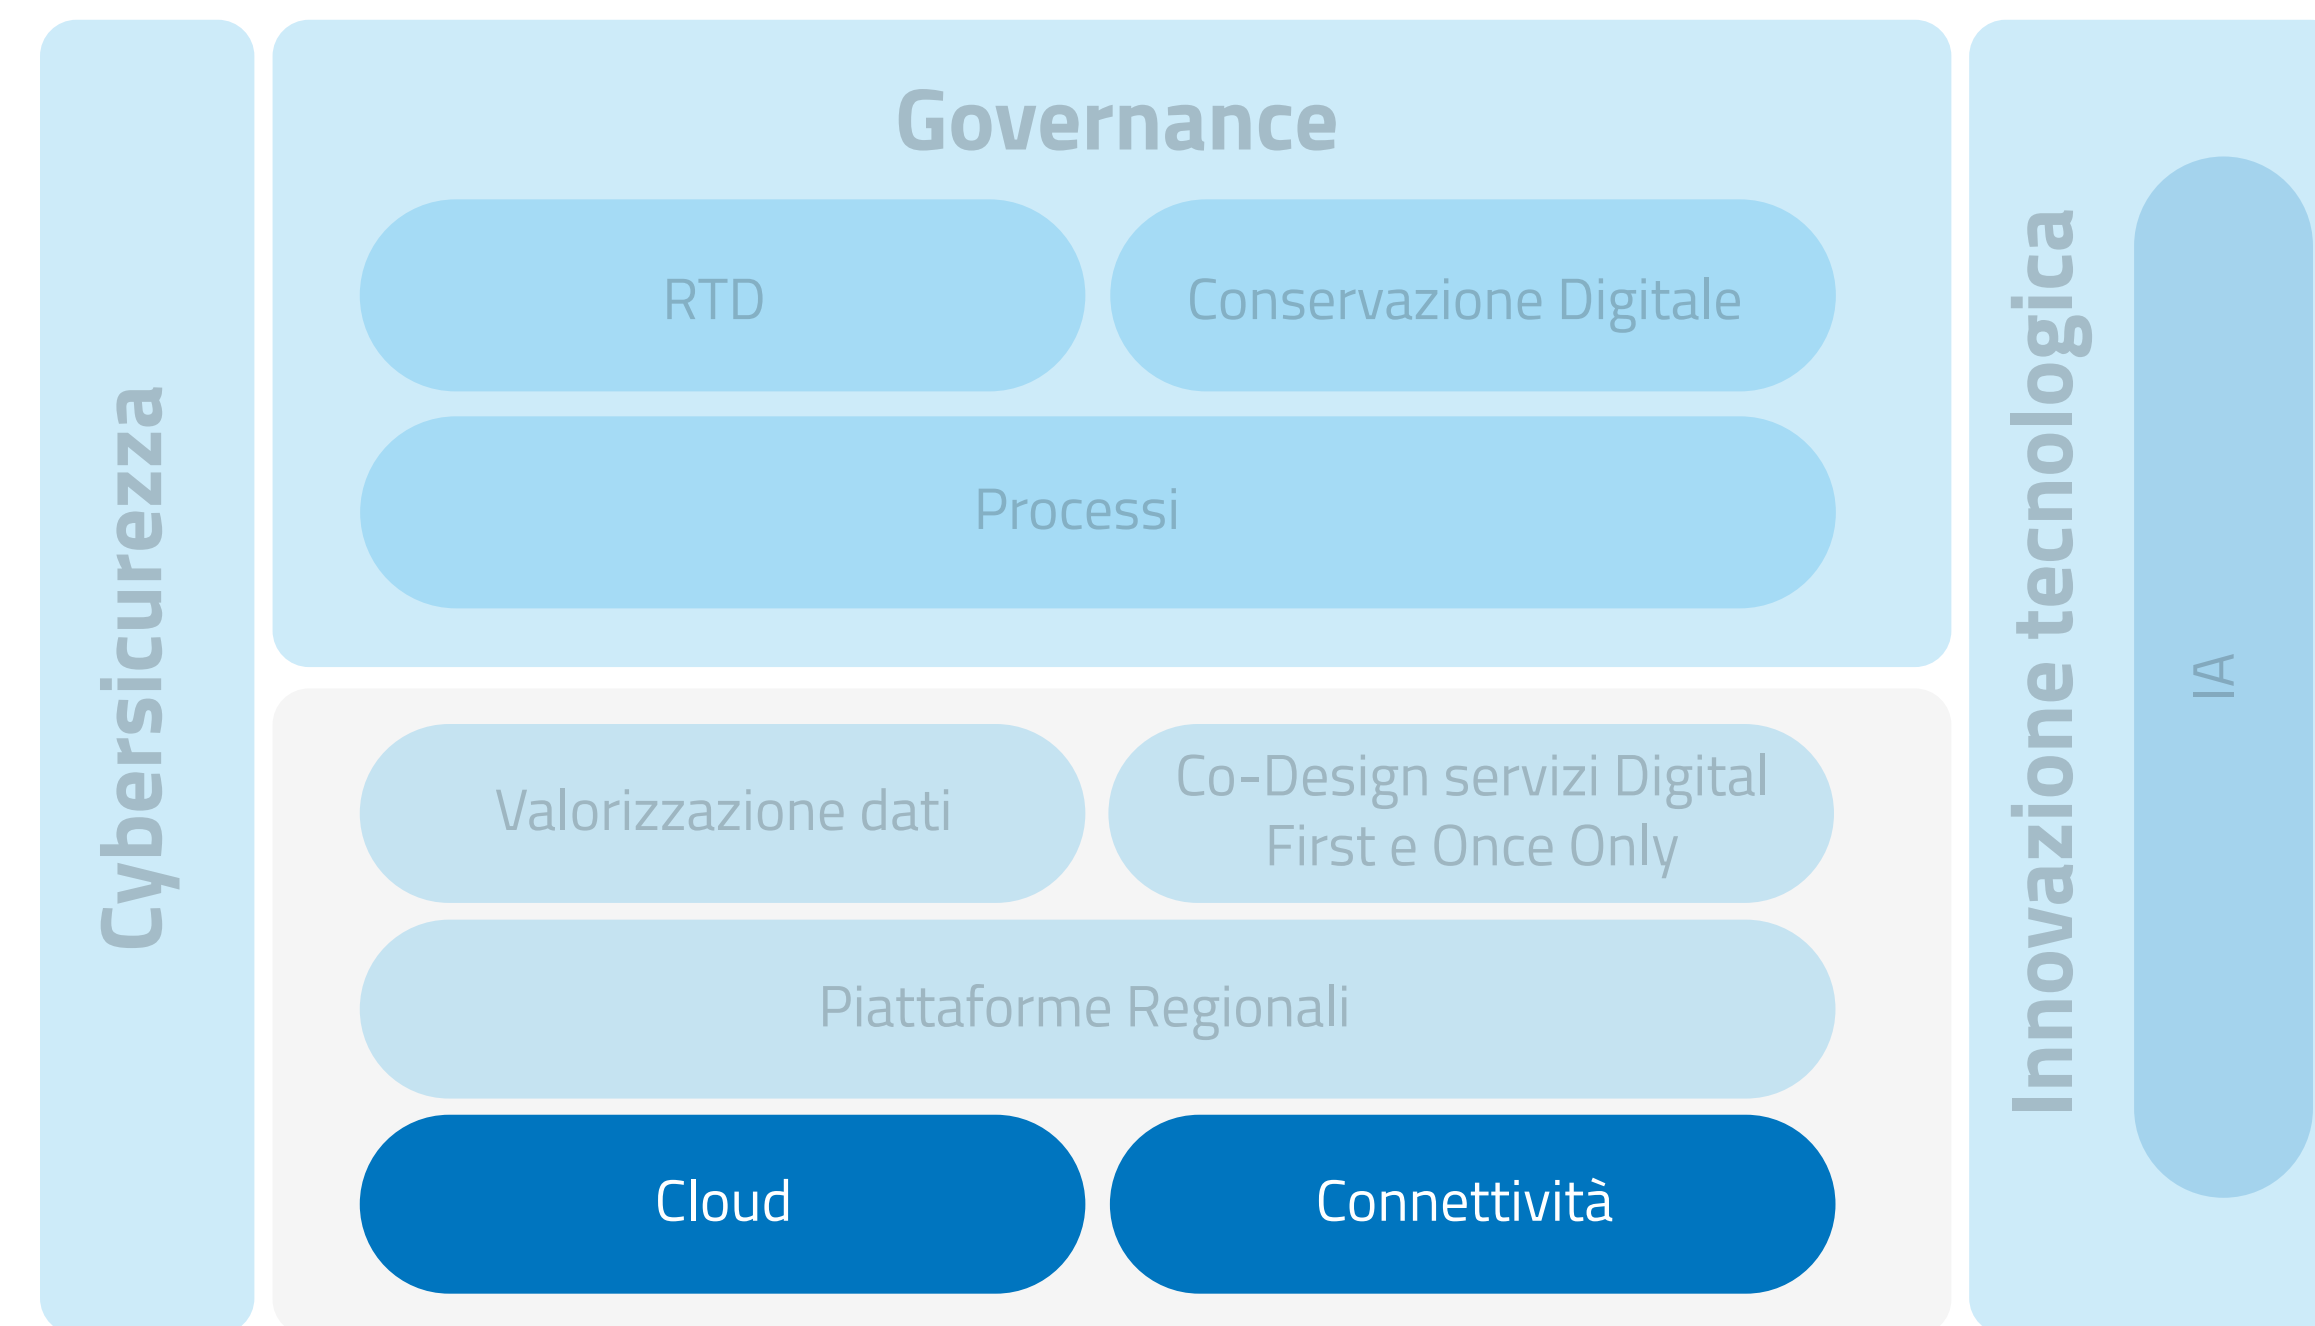 Cybersicurezza
Governance
RTD
Conservazione Digitale
Processi
Valorizzazione dati
Co-Design servizi Digital
First e Once Only
Piattaforme Regionali
Cloud
Connettività
Innovazione tecnologica
IA